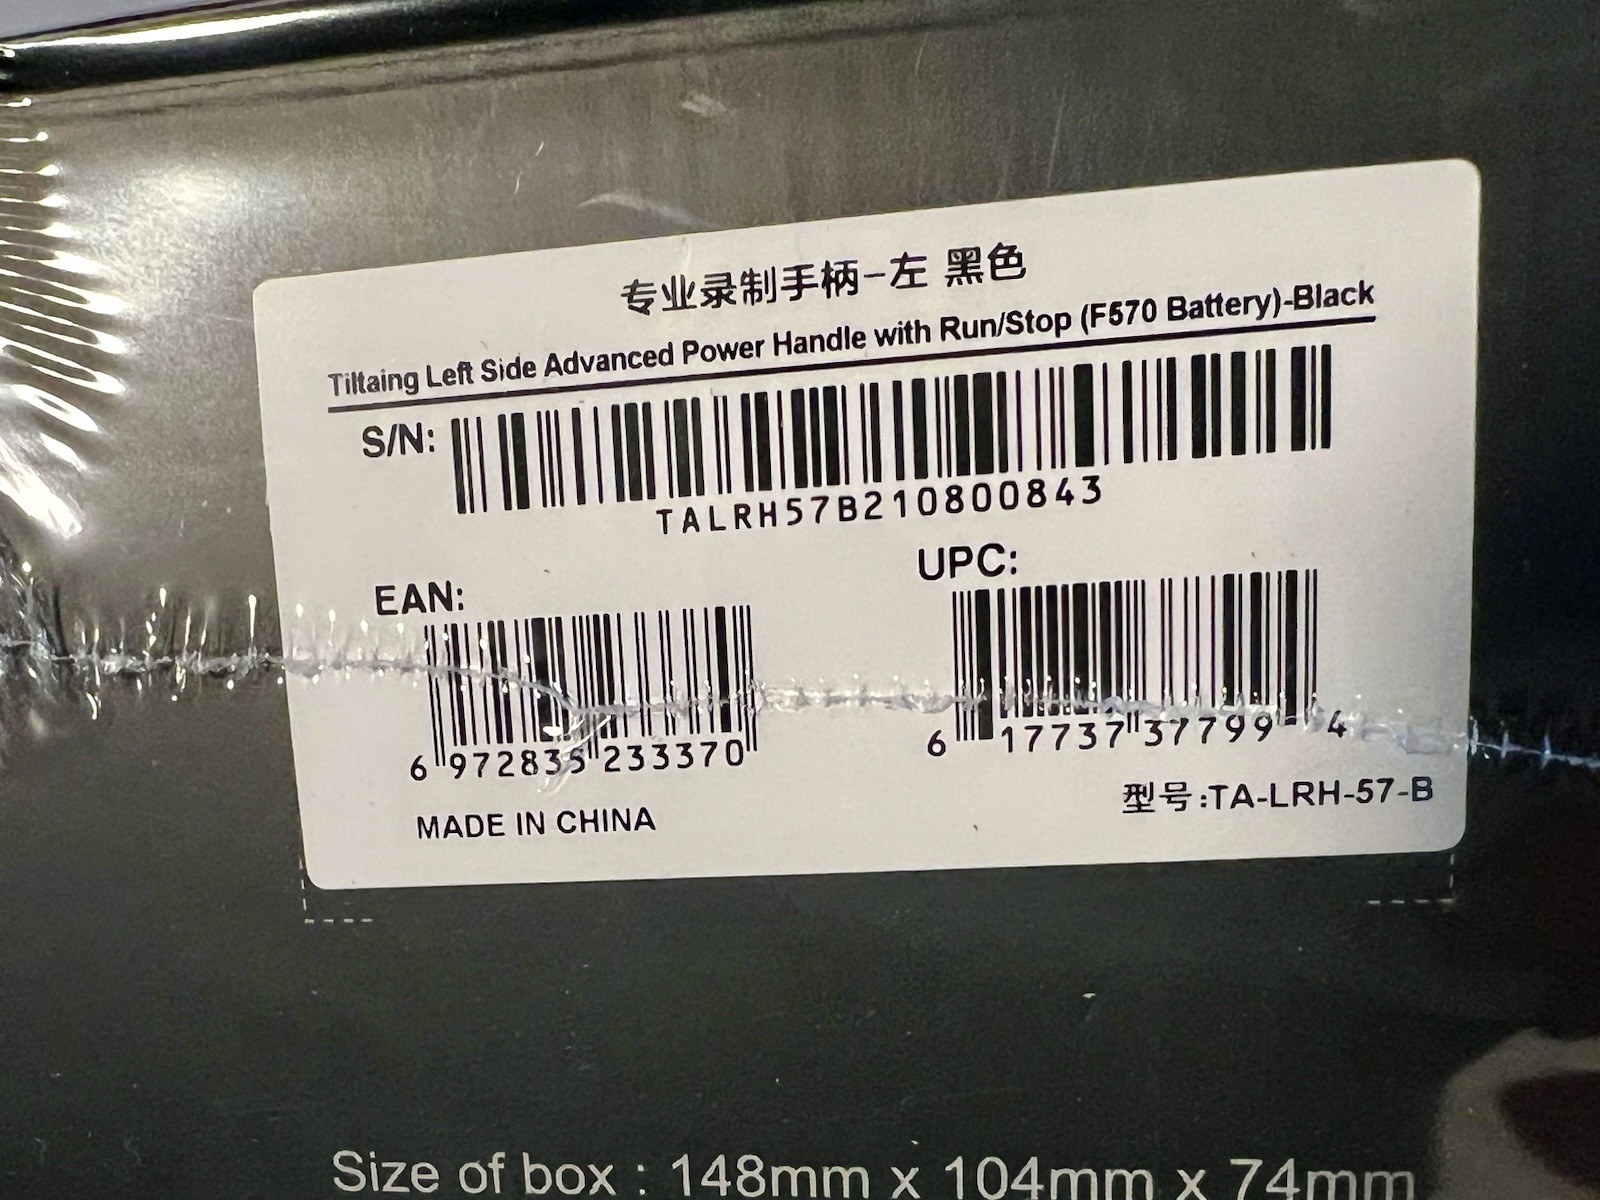 专业录制手柄-左 黑色
Tiltaing Left Side Advanced Power Handle with Run/Stop (F570 Battery)-Black
S/N:
TALRH57B210800843
EAN:
UPC:
6 972835 233370
6 17737 37799 4
MADE IN CHINA
型号:TA-LRH-57-B
Size of box : 148mm x 104mm x 74mm